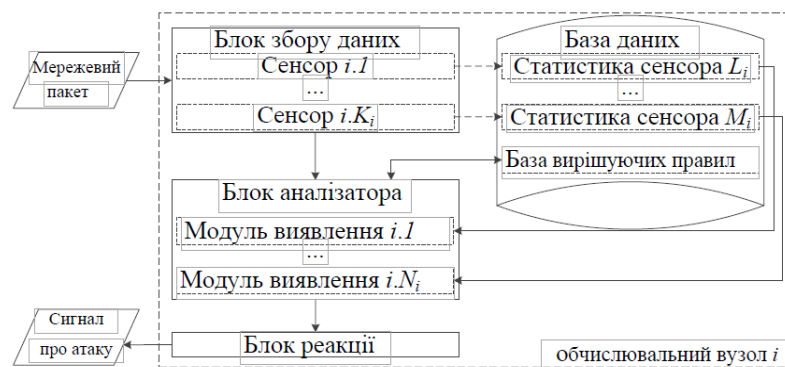 Мережевий
пакет
Блок збору даних
Сенсор i.1
...
Сенсор i.Kᵢ
База даних
Статистика сенсора Lᵢ
...
Статистика сенсора Mᵢ
База вирішуючих правил
Блок аналізатора
Модуль виявлення i.1
...
Модуль виявлення i.Nᵢ
Сигнал
про атаку
Блок реакції
обчислювальний вузол i